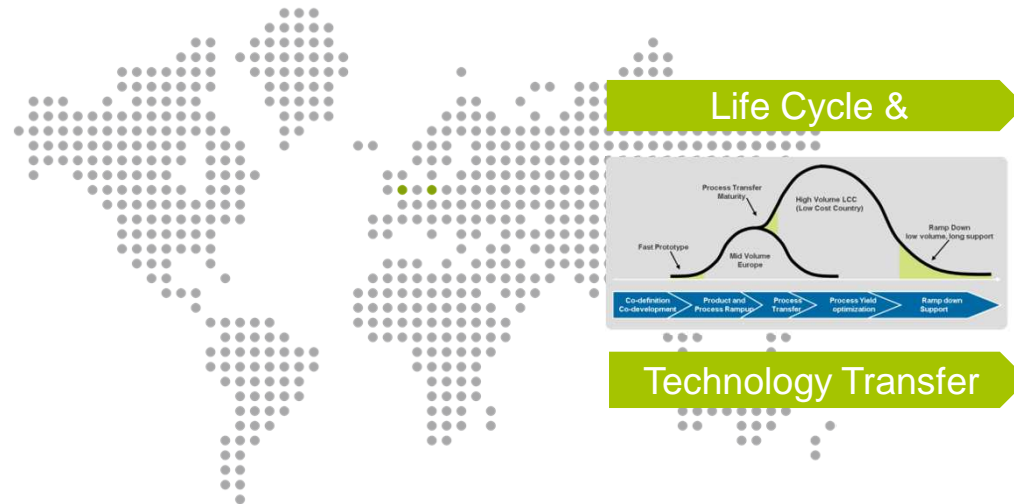 Life Cycle &
Process Transfer
Maturity
High Volume LCC
(Low Cost Country)
Ramp Down
low volume, long support
Fast Prototype
Mid Volume
Europe
Co-definition
Co-development
Product and
Process Rampup
Process
Transfer
Process Yield
optimization
Ramp down
Support
Technology Transfer